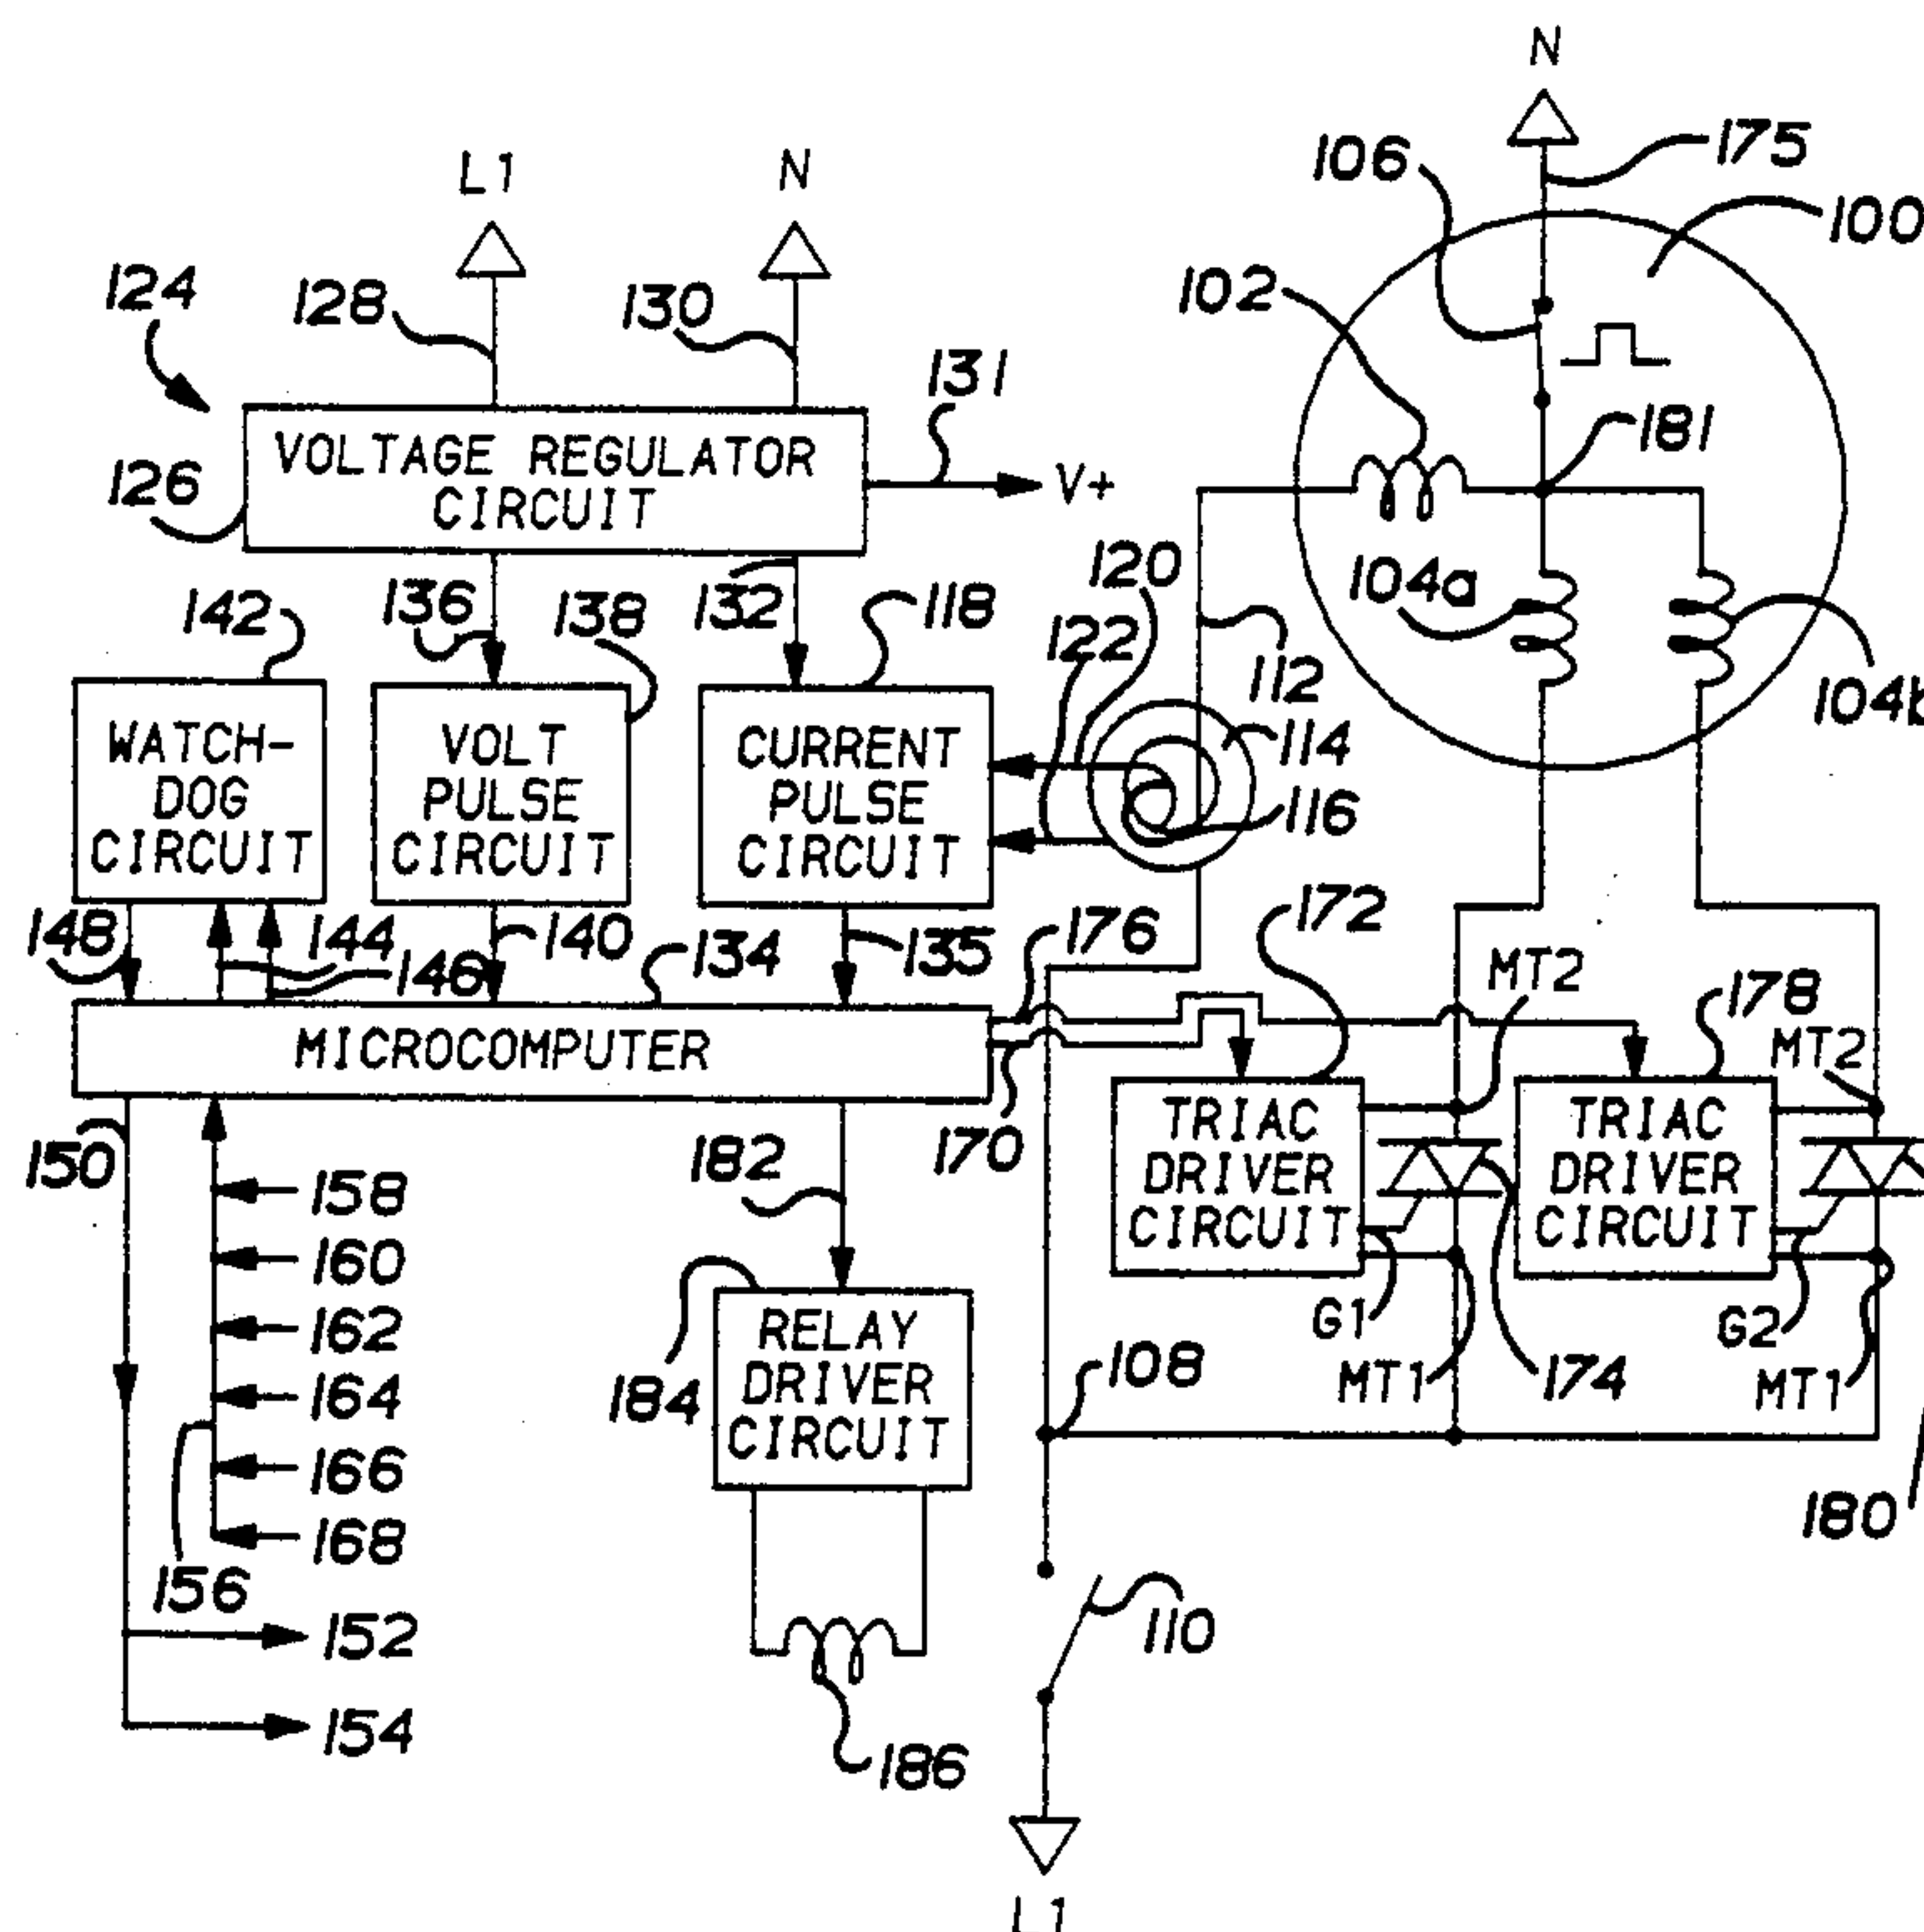 N
106
175
100
L1
N
124
128
130
102
131
181
VOLTAGE REGULATOR
CIRCUIT
V+
126
120
104a
142
136
138
132
118
122
112
104b
WATCH-
DOG
CIRCUIT
VOLT
PULSE
CIRCUIT
CURRENT
PULSE
CIRCUIT
114
116
148
144
146
140
134
135
176
172
MT2
178
MT2
MICROCOMPUTER
150
182
170
TRIAC
DRIVER
CIRCUIT
TRIAC
DRIVER
CIRCUIT
158
160
162
164
166
168
156
152
154
G1
MT1
174
G2
MT1
180
184
RELAY
DRIVER
CIRCUIT
108
110
186
L1